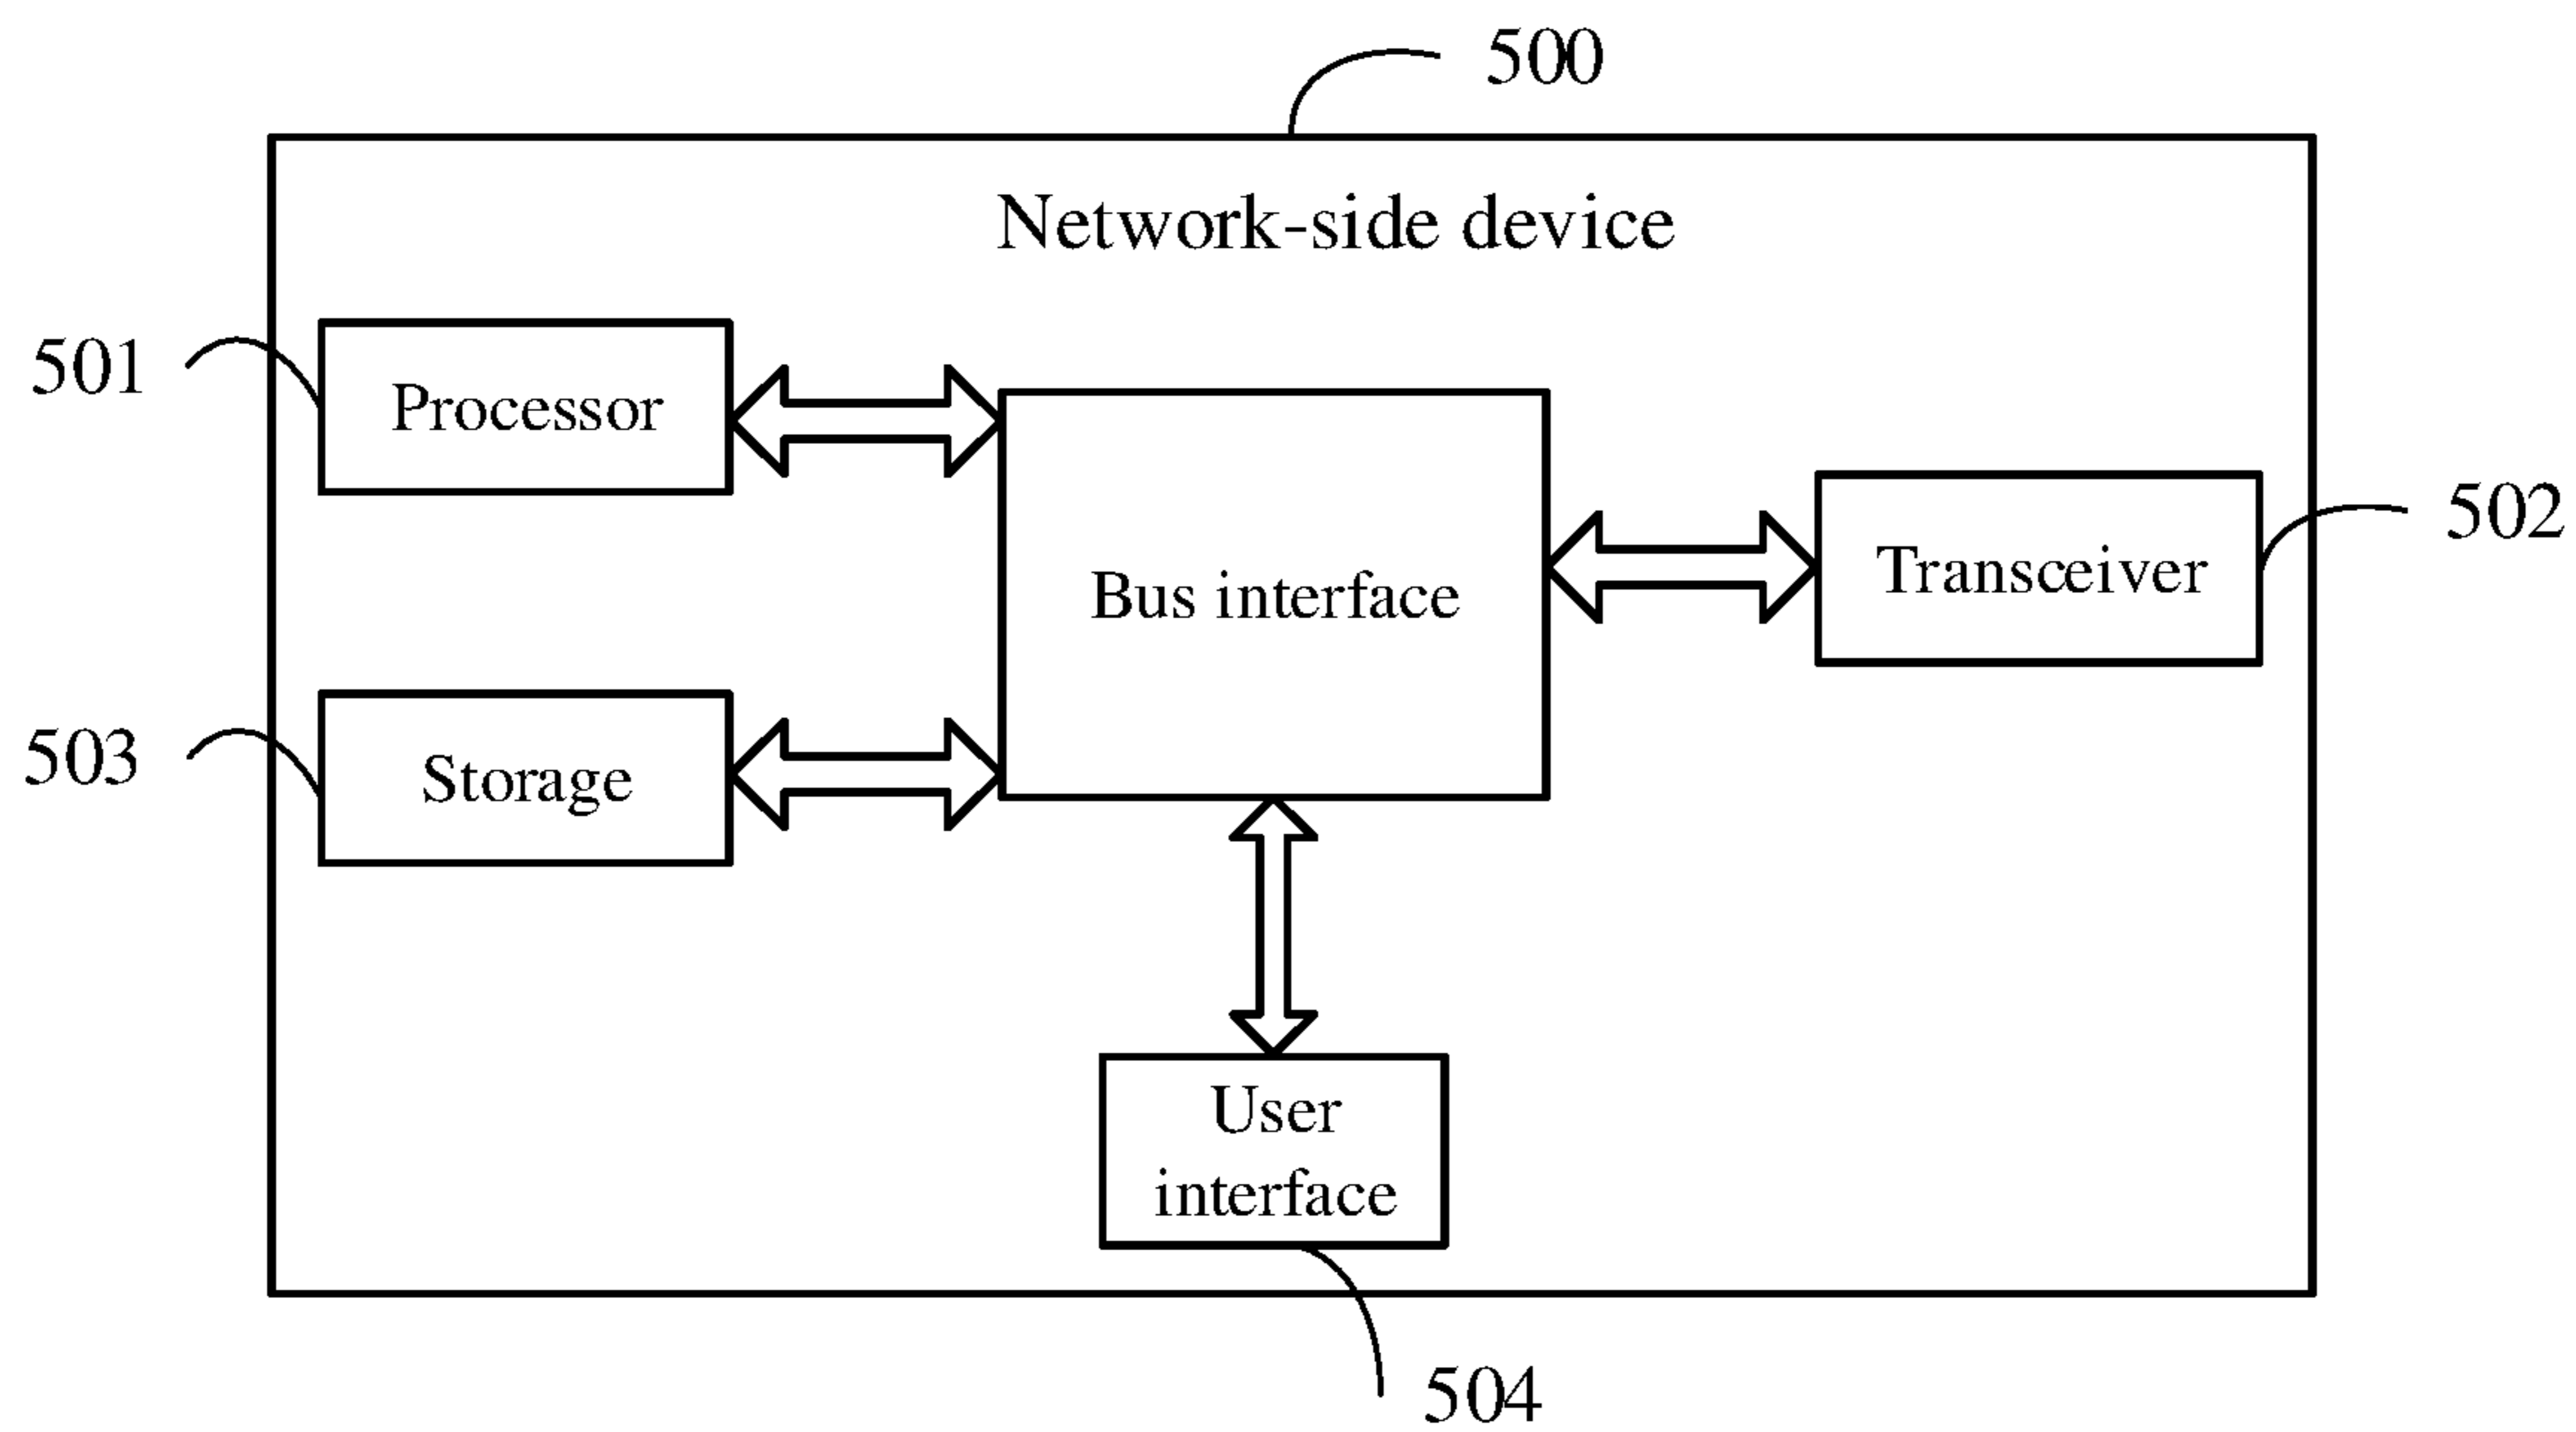 500
Network-side device
501
Processor
Bus interface
Transceiver
502
503
Storage
User
interface
504